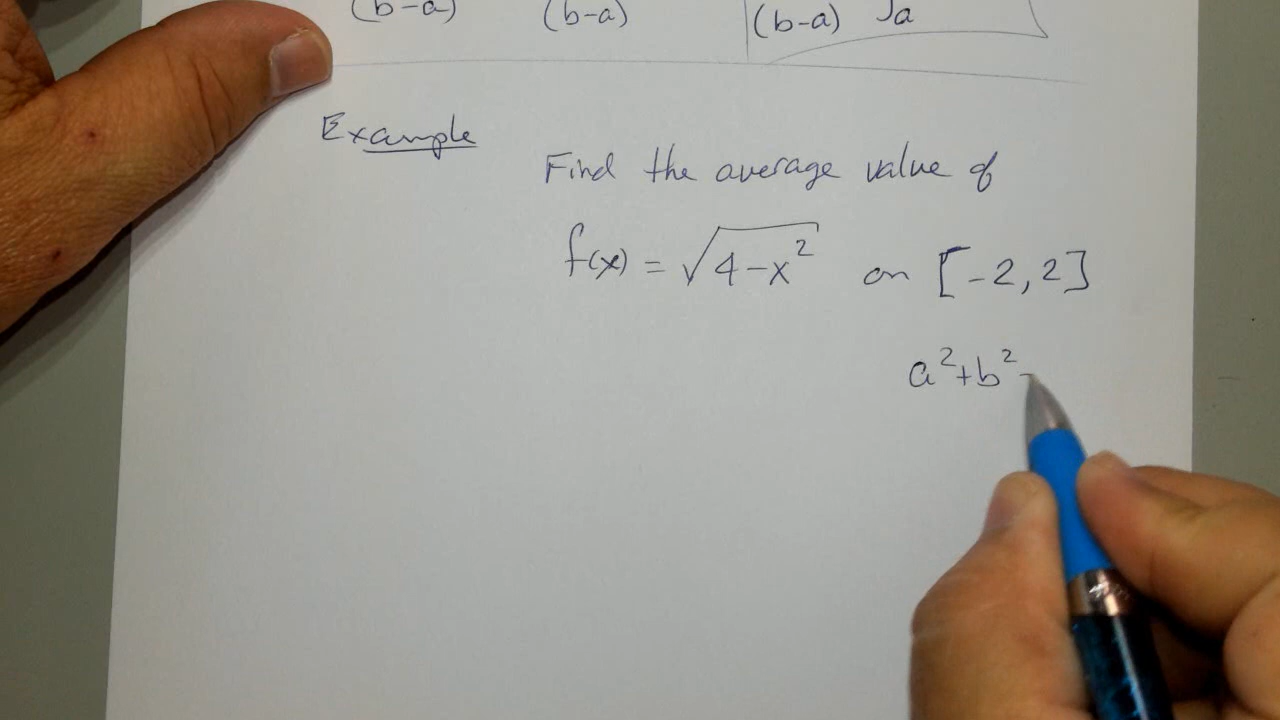 (b-a) (b-a) (b-a) ∫a
Example
Find the average value of
f(x) = √4-x² on [-2,2]
a²+b²-